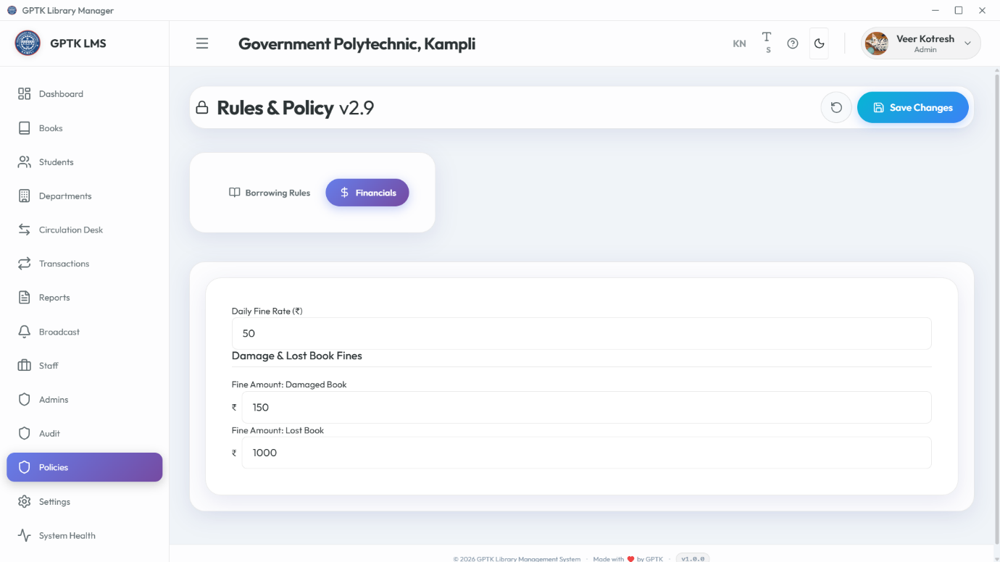 GPTK Library Manager
GPTK LMS
Government Polytechnic, Kampli
KN
T
S
Veer Kotresh
Admin
Dashboard
Books
Students
Departments
Circulation Desk
Transactions
Reports
Broadcast
Staff
Admins
Audit
Policies
Settings
System Health
Rules & Policy v2.9
Save Changes
Borrowing Rules
Financials
Daily Fine Rate (₹)
50
Damage & Lost Book Fines
Fine Amount: Damaged Book
₹ 150
Fine Amount: Lost Book
₹ 1000
© 2026 GPTK Library Management System · Made with ❤ by GPTK · v1.0.0